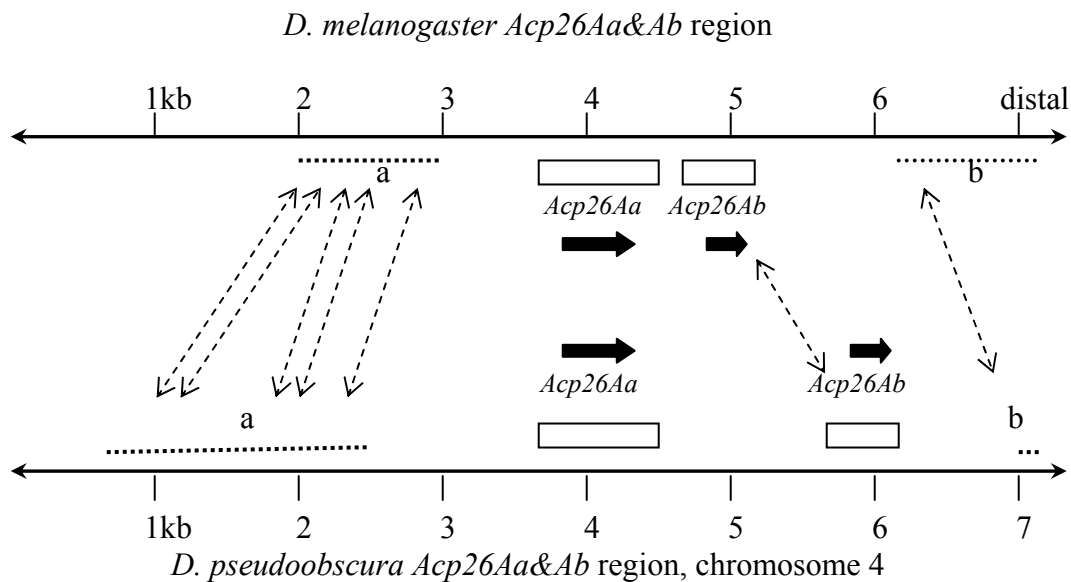 D. melanogaster Acp26Aa&Ab region
1kb 2 3 4 5 6 distal
a b
Acp26Aa Acp26Ab
Acp26Aa Acp26Ab
a b
1kb 2 3 4 5 6 7
D. pseudoobscura Acp26Aa&Ab region, chromosome 4